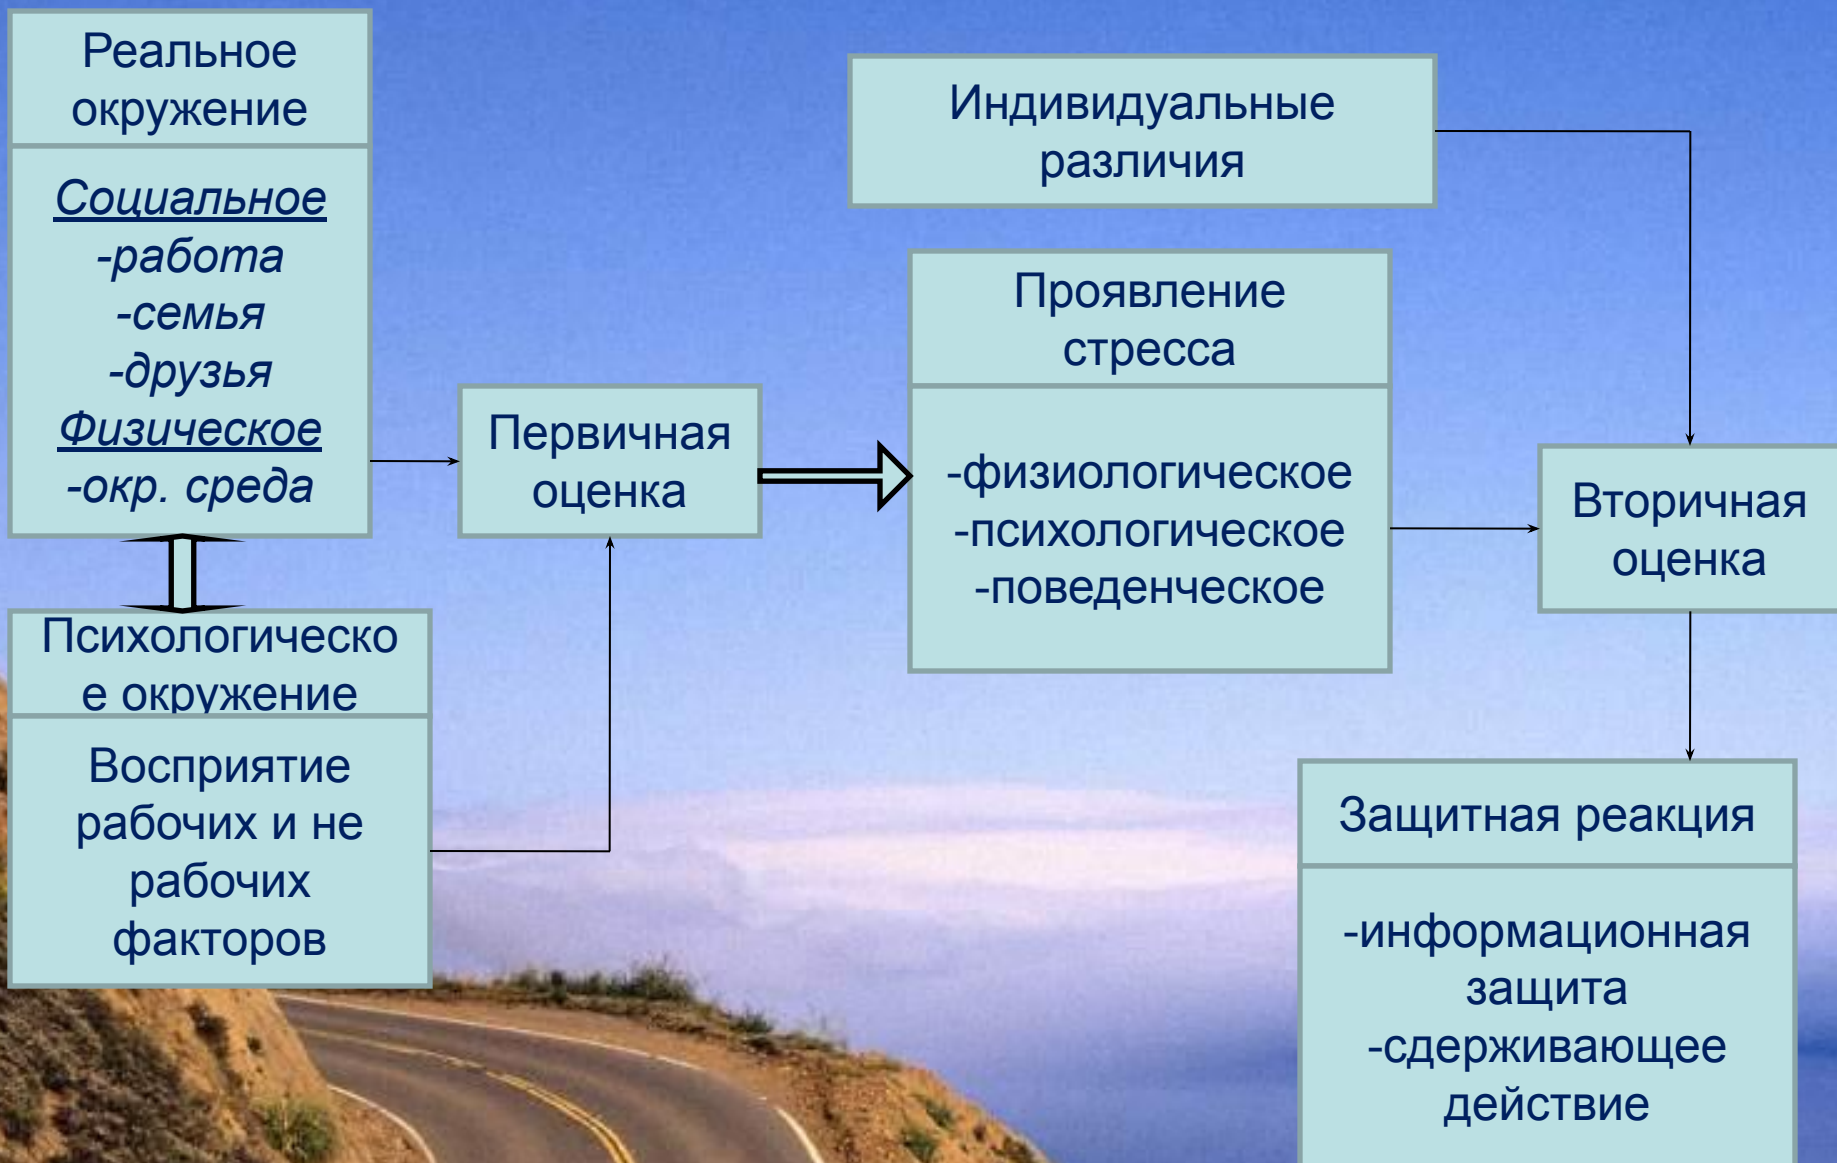 Реальное
окружение
Социальное
-работа
-семья
-друзья
Физическое
-окр. среда
Психологическо
е окружение
Восприятие
рабочих и не
рабочих
факторов
Первичная
оценка
Индивидуальные
различия
Проявление
стресса
-физиологическое
-психологическое
-поведенческое
Вторичная
оценка
Защитная реакция
-информационная
защита
-сдерживающее
действие